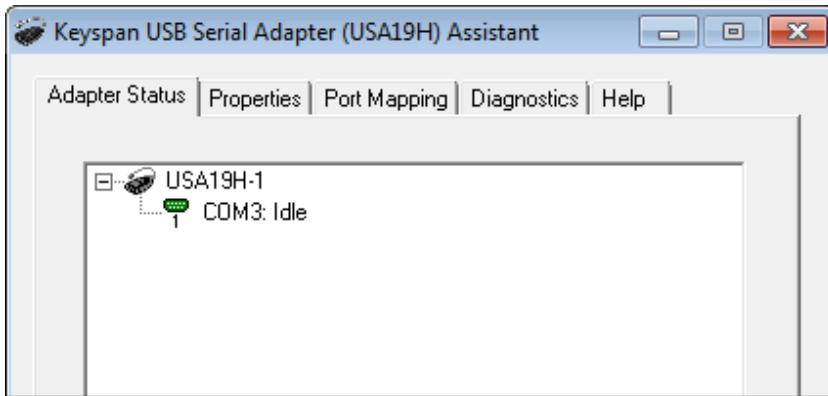 Keyspan USB Serial Adapter (USA19H) Assistant
Adapter Status Properties Port Mapping Diagnostics Help
USA19H-1
COM3: Idle
1